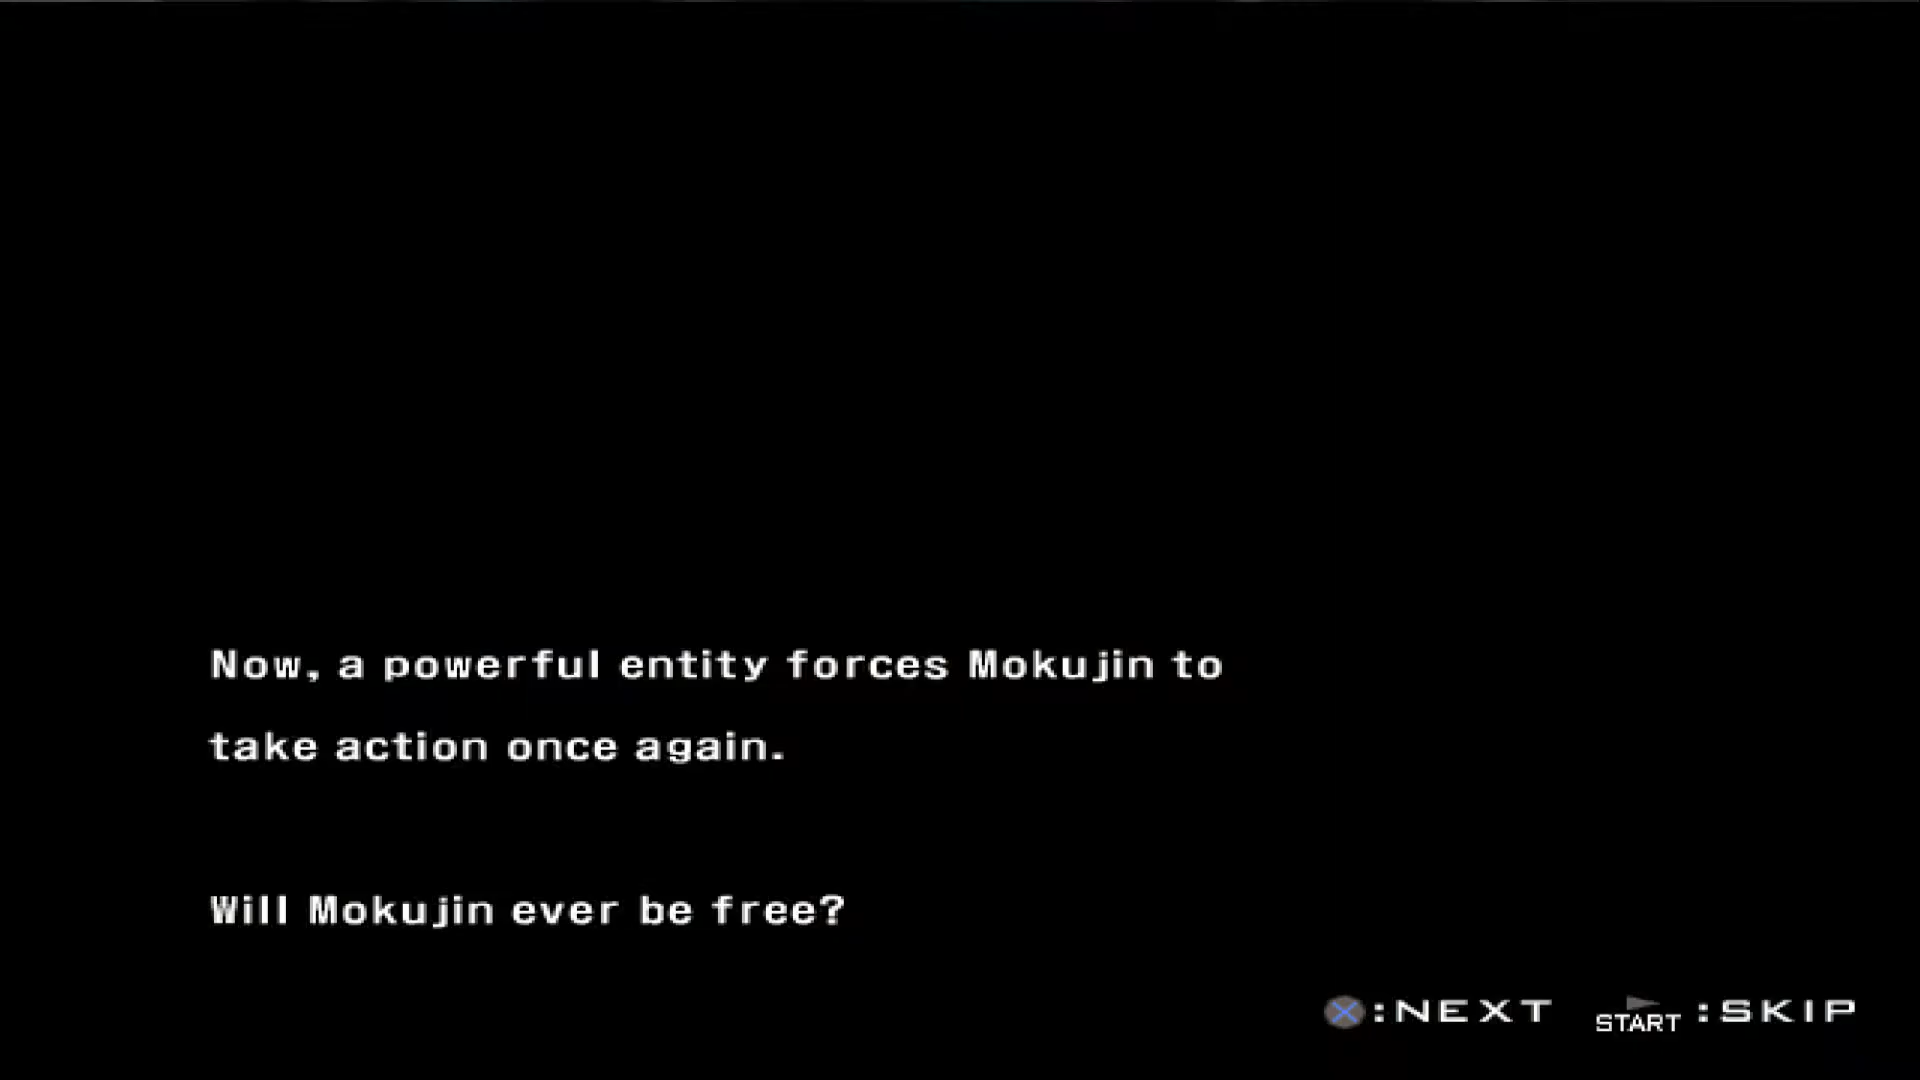 Now, a powerful entity forces Mokujin to
take action once again.
Will Mokujin ever be free?
:NEXT START :SKIP